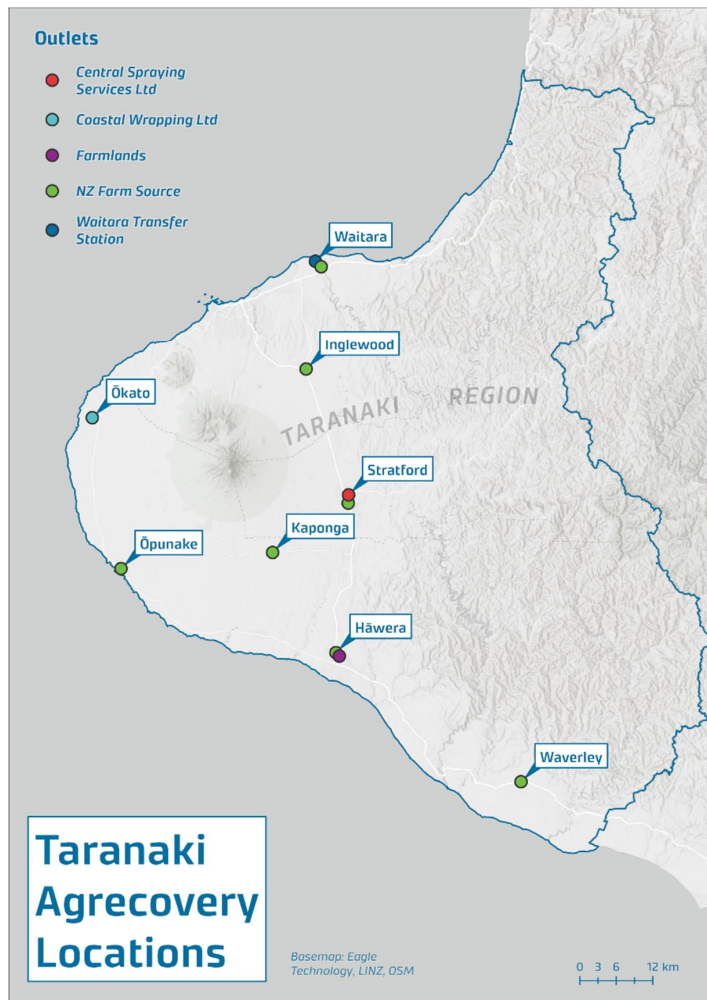 Outlets
Central Spraying
Services Ltd
Coastal Wrapping Ltd
Farmlands
NZ Farm Source
Waitara Transfer
Station
Waitara
Inglewood
Ōkato
TARANAKI REGION
Stratford
Kaponga
Ōpunake
Hāwera
Waverley
Taranaki
Agrecovery
Locations
Basemap: Eagle
Technology, LINZ, OSM
0 3 6 12 km